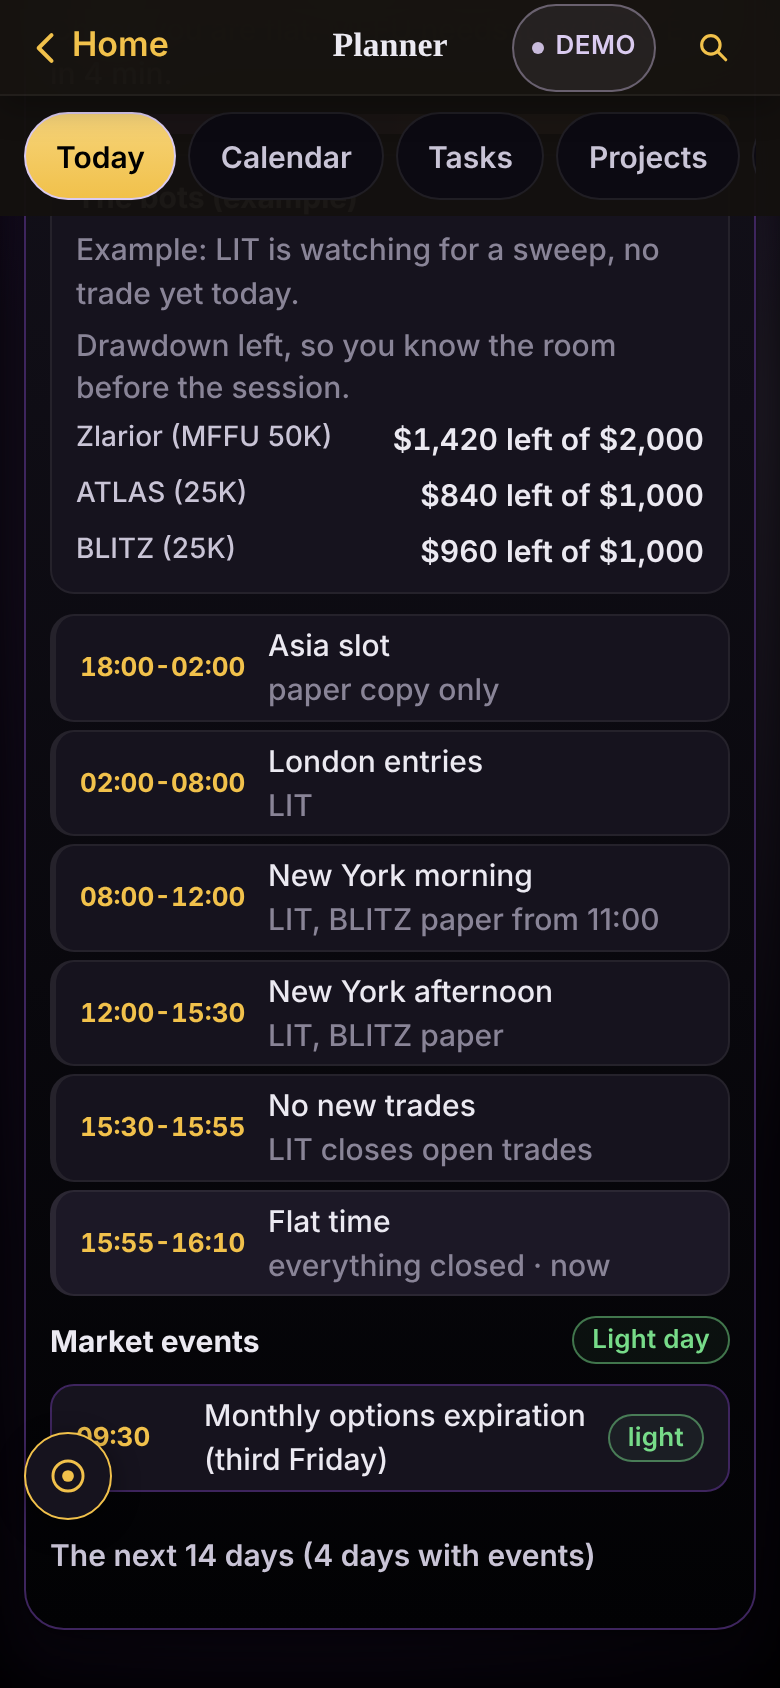 Home
Planner
DEMO
in 4 min.
Today
Calendar
Tasks
Projects
The bots (example)
Example: LIT is watching for a sweep, no
trade yet today.
Drawdown left, so you know the room
before the session.
Zlarior (MFFU 50K) $1,420 left of $2,000
ATLAS (25K) $840 left of $1,000
BLITZ (25K) $960 left of $1,000
18:00-02:00
Asia slot
paper copy only
02:00-08:00
London entries
LIT
08:00-12:00
New York morning
LIT, BLITZ paper from 11:00
12:00-15:30
New York afternoon
LIT, BLITZ paper
15:30-15:55
No new trades
LIT closes open trades
15:55-16:10
Flat time
everything closed · now
Market events
Light day
09:30
Monthly options expiration
(third Friday)
light
The next 14 days (4 days with events)